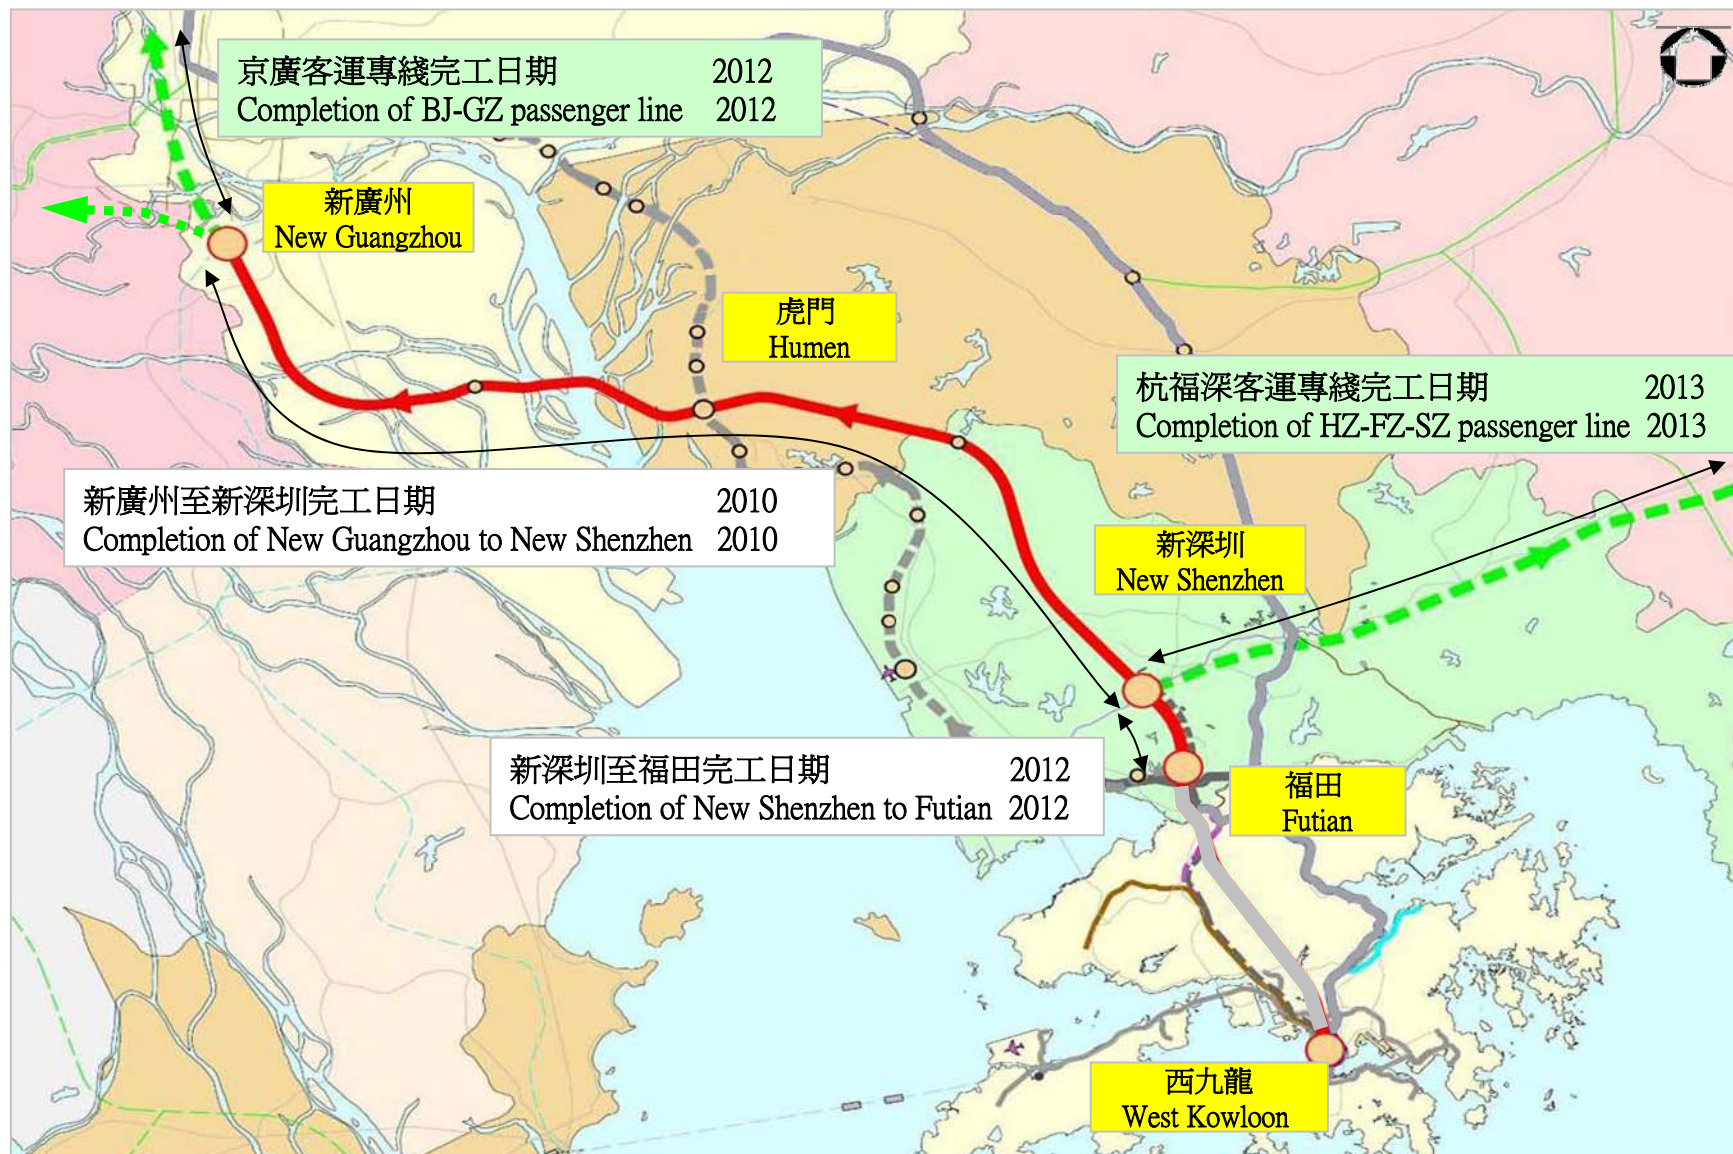 京廣客運專綫完工日期 2012
Completion of BJ-GZ passenger line 2012
新廣州
New Guangzhou
虎門
Humen
杭福深客運專綫完工日期 2013
Completion of HZ-FZ-SZ passenger line 2013
新廣州至新深圳完工日期 2010
Completion of New Guangzhou to New Shenzhen 2010
新深圳
New Shenzhen
新深圳至福田完工日期 2012
Completion of New Shenzhen to Futian 2012
福田
Futian
西九龍
West Kowloon